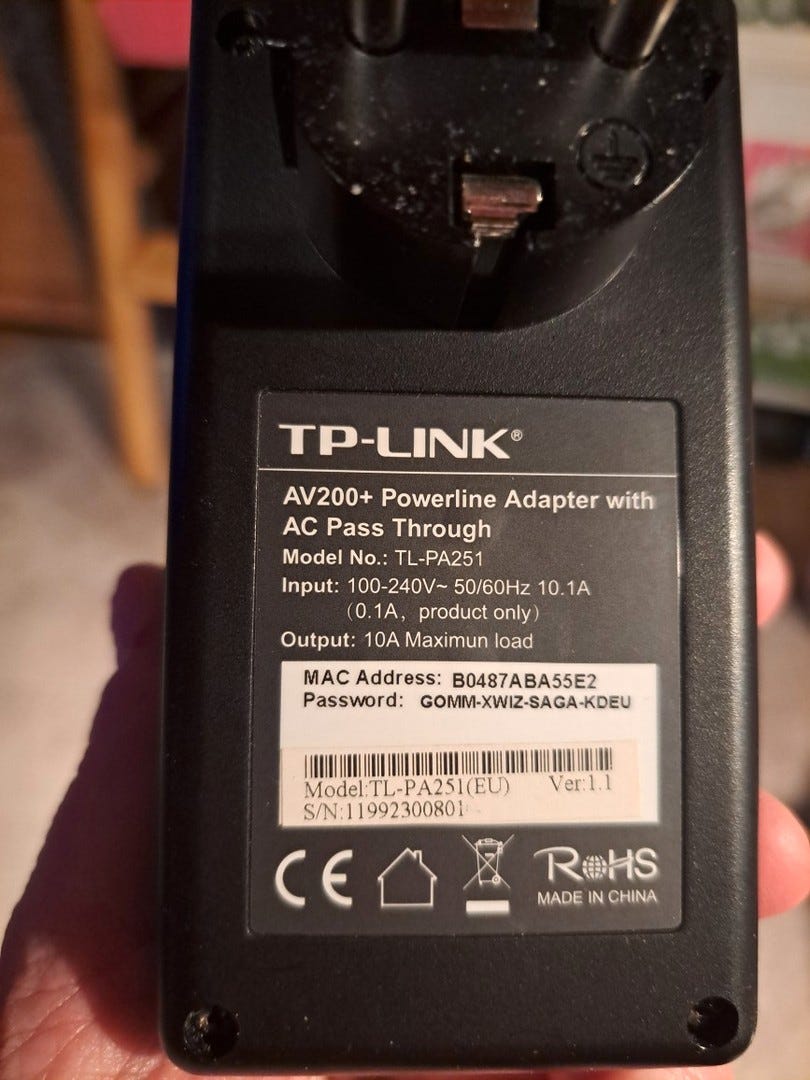 TP-LINK®
AV200+ Powerline Adapter with
AC Pass Through
Model No.: TL-PA251
Input: 100-240V~ 50/60Hz 10.1A
(0.1A, product only)
Output: 10A Maximun load
MAC Address: B0487ABA55E2
Password: GOMM-XWIZ-SAGA-KDEU
Model:TL-PA251(EU) Ver:1.1
S/N:11992300801
CE
RoHS
MADE IN CHINA